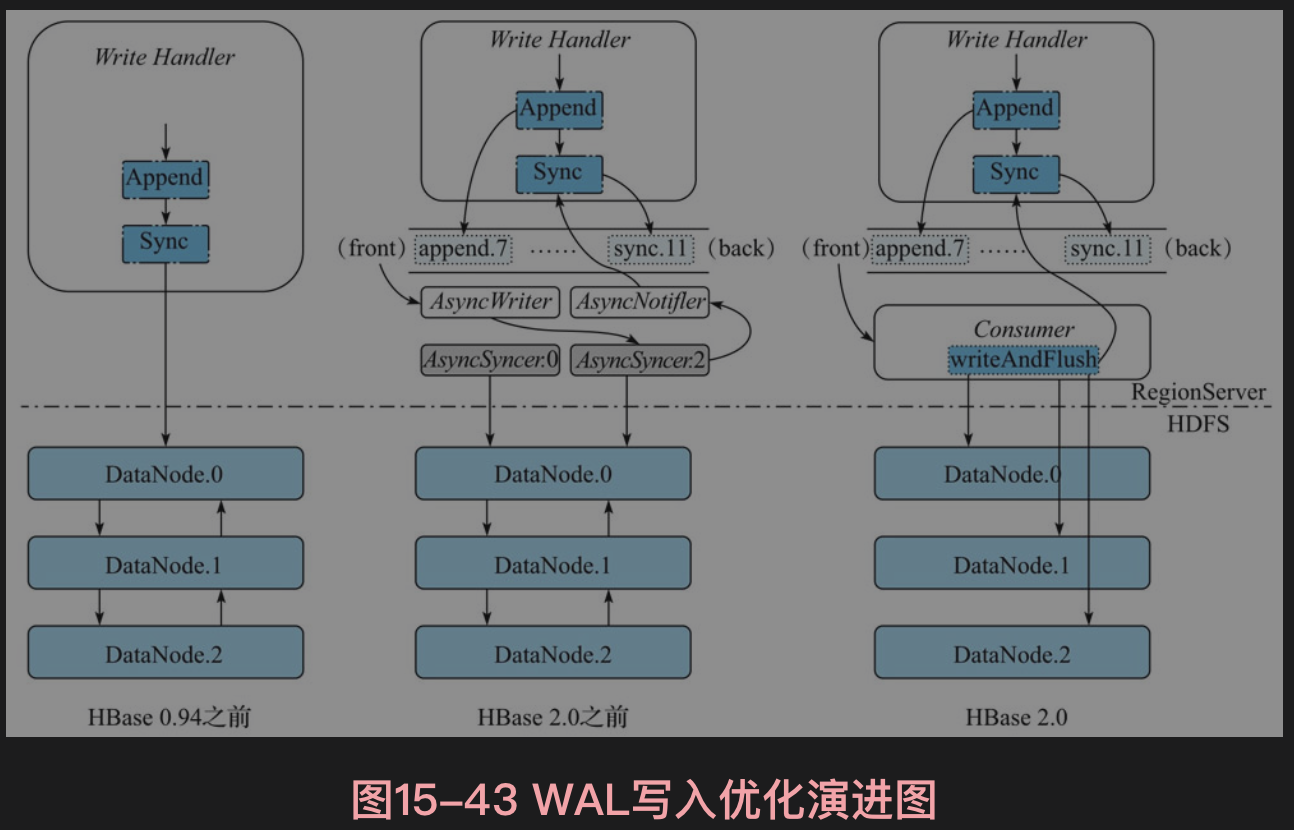 Write Handler
Append
Sync
DataNode.0
DataNode.1
DataNode.2
HBase 0.94之前
Write Handler
Append
Sync
(front) append.7 …… sync.11 (back)
AsyncWriter AsyncNotifler
AsyncSyncer.0 AsyncSyncer.2
DataNode.0
DataNode.1
DataNode.2
HBase 2.0之前
Write Handler
Append
Sync
(front) append.7 …… sync.11 (back)
Consumer
writeAndFlush
RegionServer
HDFS
DataNode.0
DataNode.1
DataNode.2
HBase 2.0
图15-43 WAL写入优化演进图